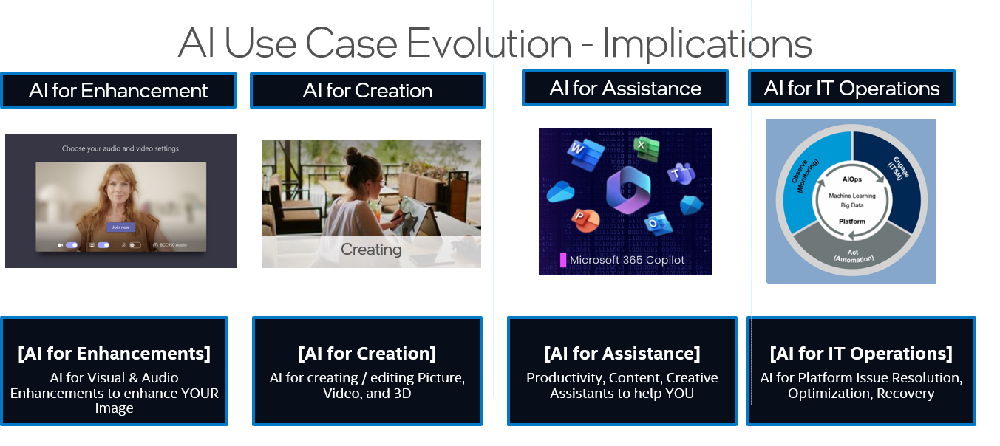 AI Use Case Evolution - Implications
AI for Enhancement
AI for Creation
AI for Assistance
AI for IT Operations
Choose your audio and video settings
Join now
BCC950 Audio
Creating
W
X
T
P
O
Microsoft 365 Copilot
Observe
(Monitoring)
Engage
(ITSM)
AIOps
Machine Learning
Big Data
Platform
Act
(Automation)
[AI for Enhancements]
AI for Visual & Audio
Enhancements to enhance YOUR
Image
[AI for Creation]
AI for creating / editing Picture,
Video, and 3D
[AI for Assistance]
Productivity, Content, Creative
Assistants to help YOU
[AI for IT Operations]
AI for Platform Issue Resolution,
Optimization, Recovery